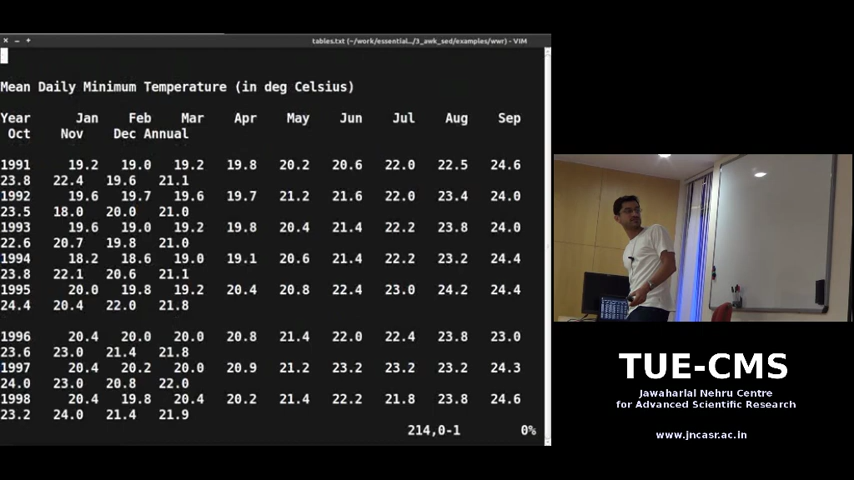 tables.txt (~/work/essential.../3_awk_sed/examples/wwr) - VIM
Mean Daily Minimum Temperature (in deg Celsius)
Year Jan Feb Mar Apr May Jun Jul Aug Sep
Oct Nov Dec Annual
1991 19.2 19.0 19.2 19.8 20.2 20.6 22.0 22.5 24.6
23.8 22.4 19.6 21.1
1992 19.6 19.7 19.6 19.7 21.2 21.6 22.0 23.4 24.0
23.5 18.0 20.0 21.0
1993 19.6 19.0 19.2 19.8 20.4 21.4 22.2 23.8 24.0
22.6 20.7 19.8 21.0
1994 18.2 18.6 19.0 19.1 20.6 21.4 22.2 23.2 24.4
23.8 22.1 20.6 21.1
1995 20.0 19.8 19.2 20.4 20.8 22.4 23.0 24.2 24.4
24.4 20.4 22.0 21.8
1996 20.4 20.0 20.0 20.8 21.4 22.0 22.4 23.8 23.0
23.6 23.0 21.4 21.8
1997 20.4 20.2 20.0 20.9 21.2 23.2 23.2 23.2 24.3
24.0 23.0 20.8 22.0
1998 20.4 19.8 20.4 20.2 21.4 22.2 21.8 23.8 24.6
23.2 24.0 21.4 21.9
214,0-1 0%
TUE-CMS
Jawaharlal Nehru Centre
for Advanced Scientific Research
www.jncasr.ac.in